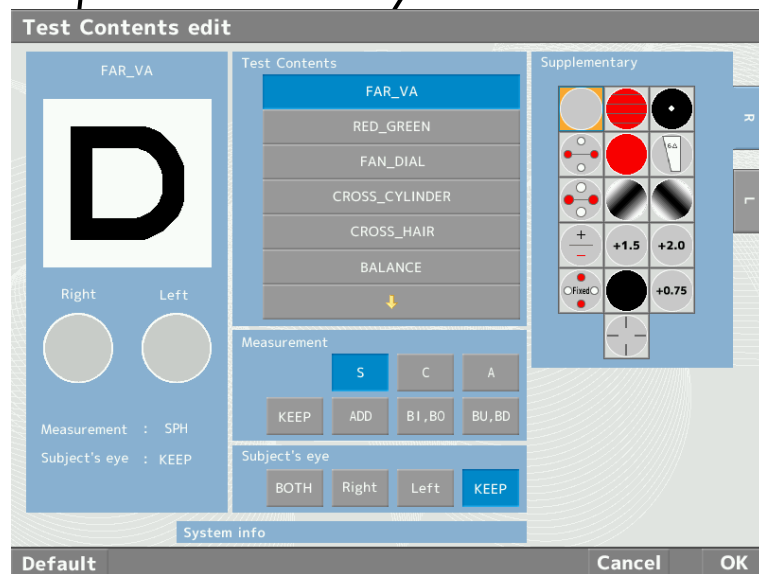 Test Contents edit
FAR_VA
D
Right Left
Measurement : SPH
Subject's eye : KEEP
Test Contents
FAR_VA
RED_GREEN
FAN_DIAL
CROSS_CYLINDER
CROSS_HAIR
BALANCE
Measurement
S C A
KEEP ADD BI,BO BU,BD
Subject's eye
BOTH Right Left KEEP
Supplementary
6Δ
+
−
+1.5 +2.0
Fixed +0.75
R
L
System info
Default Cancel OK